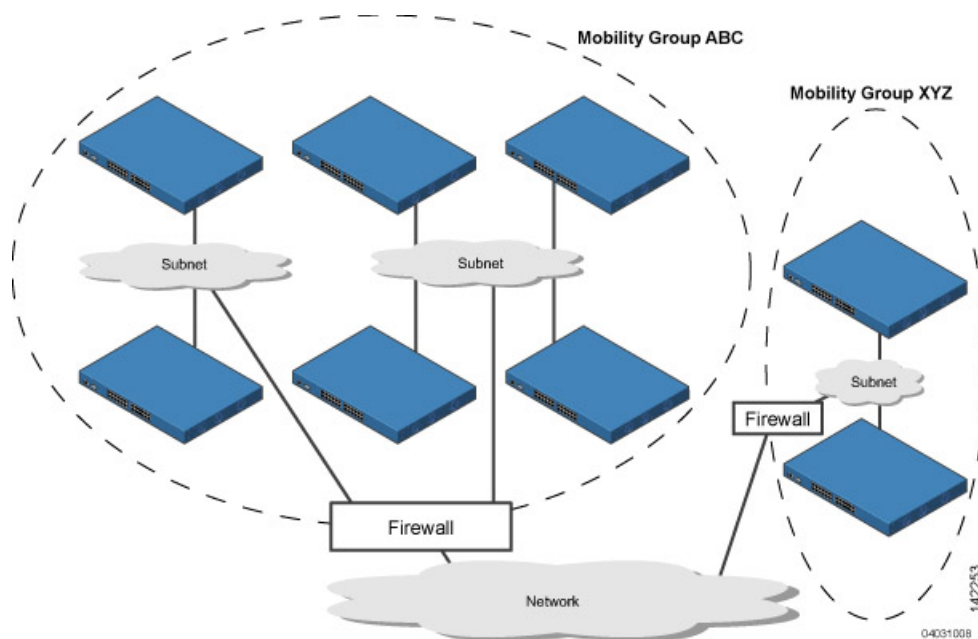 Mobility Group ABC
Mobility Group XYZ
Subnet
Subnet
Subnet
Firewall
Firewall
Network
142253
04031008